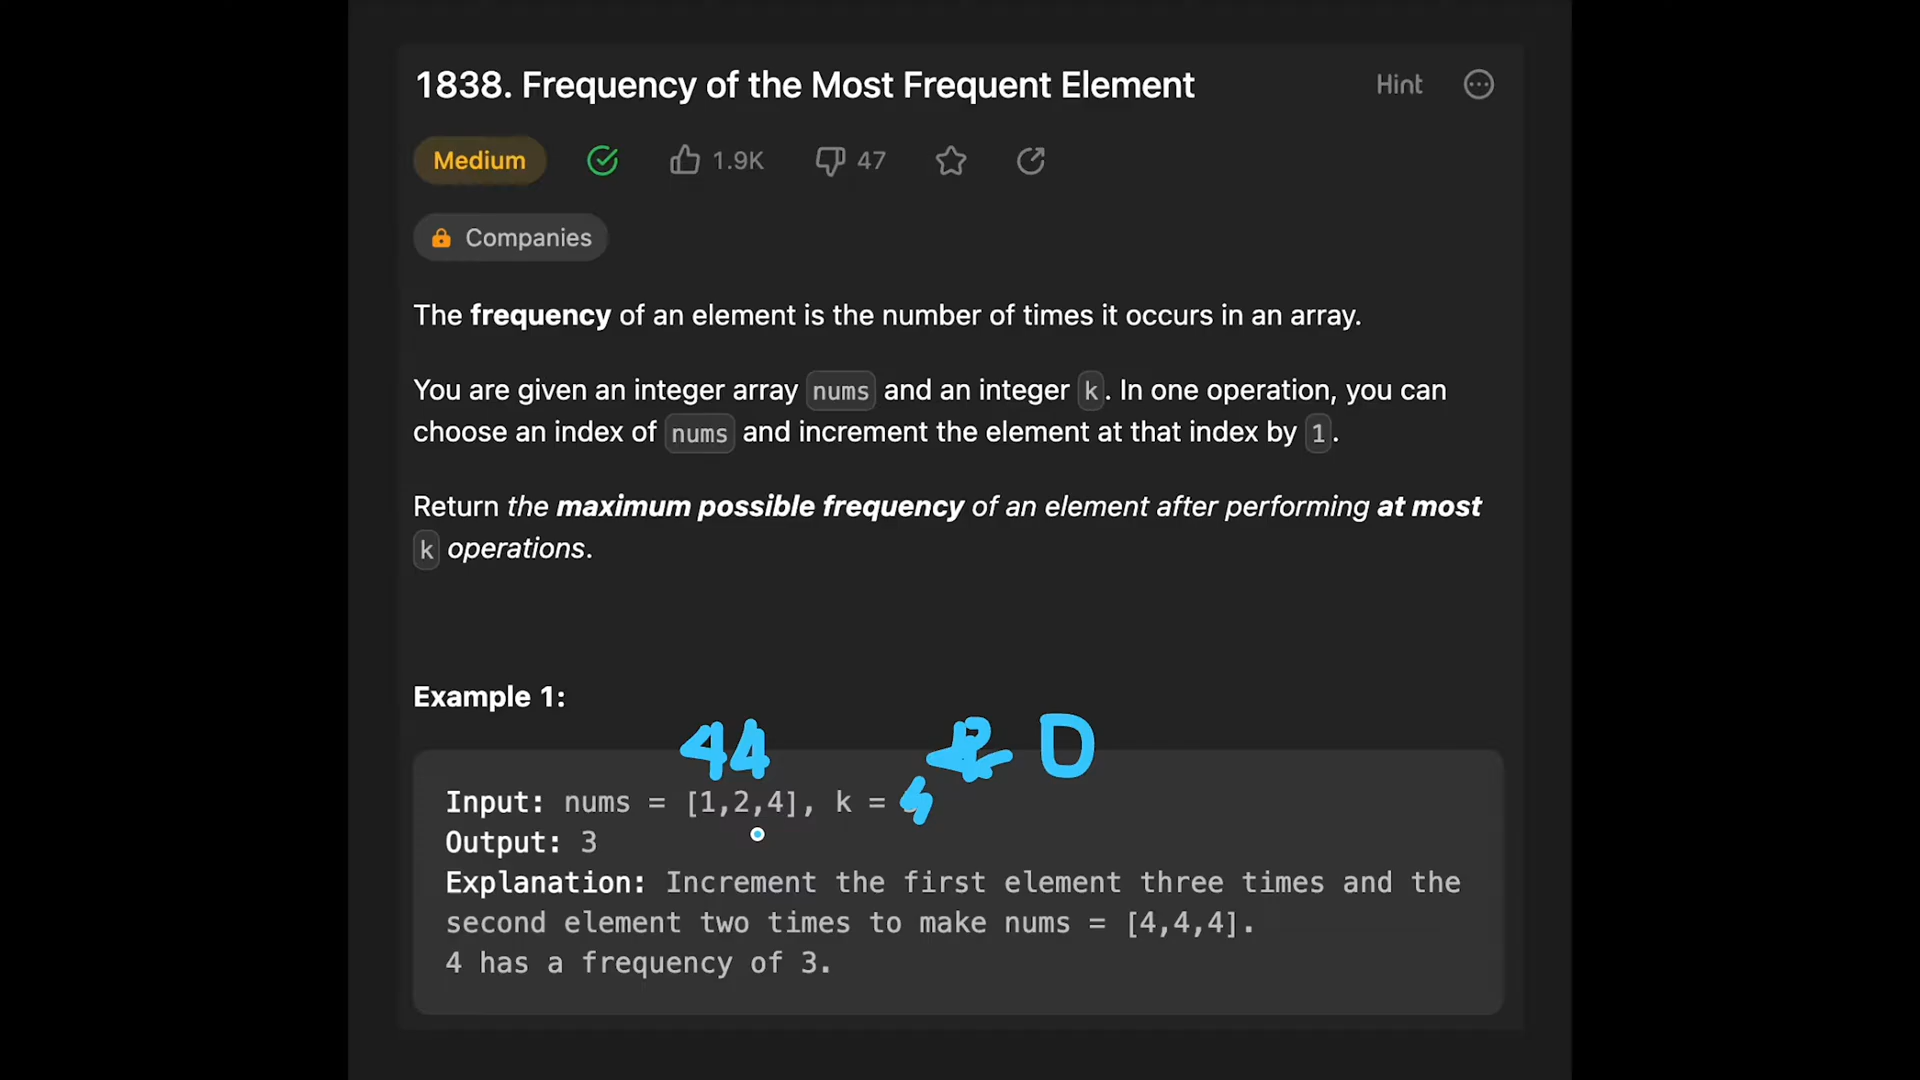 1838. Frequency of the Most Frequent Element
Hint
Medium
1.9K
47
Companies
The frequency of an element is the number of times it occurs in an array.
You are given an integer array nums and an integer k. In one operation, you can
choose an index of nums and increment the element at that index by 1.
Return the maximum possible frequency of an element after performing at most
k operations.
Example 1:
44 0
Input: nums = [1,2,4], k =
Output: 3
Explanation: Increment the first element three times and the
second element two times to make nums = [4,4,4].
4 has a frequency of 3.